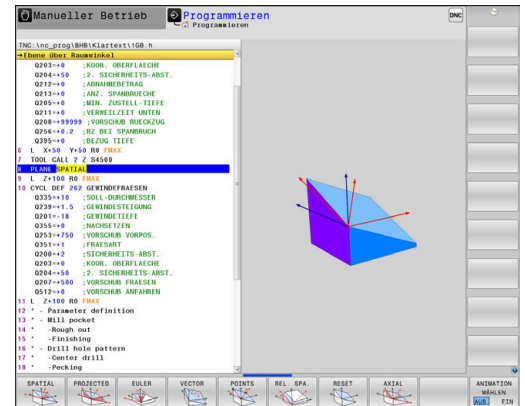 Manueller Betrieb
Programmieren
Programmieren
DNC
TNC:\nc_prog\BHB\Klartext\1GB.h
→Ebene über Raumwinkel
Q203=+0 ;KOOR. OBERFLAECHE
Q204=+50 ;2. SICHERHEITS-ABST.
Q212=+0 ;ABNAHMEBETRAG
Q213=+0 ;ANZ. SPANBRUECHE
Q205=+0 ;MIN. ZUSTELL-TIEFE
Q211=+0 ;VERWEILZEIT UNTEN
Q208=+99999 ;VORSCHUB RUECKZUG
Q256=+0.2 ;RZ BEI SPANBRUCH
Q395=+0 ;BEZUG TIEFE
6 L X+50 Y+50 R0 FMAX
7 TOOL CALL 2 Z S4500
8 PLANE SPATIAL
9 L Z+100 R0 FMAX
10 CYCL DEF 262 GEWINDEFRAESEN
Q335=+10 ;SOLL-DURCHMESSER
Q239=+1.5 ;GEWINDESTEIGUNG
Q201=-18 ;GEWINDETIEFE
Q355=+0 ;NACHSETZEN
Q253=+750 ;VORSCHUB VORPOS.
Q351=+1 ;FRAESART
Q200=+2 ;SICHERHEITS-ABST.
Q203=+0 ;KOOR. OBERFLAECHE
Q204=+50 ;2. SICHERHEITS-ABST.
Q207=+500 ;VORSCHUB FRAESEN
Q512=+0 ;VORSCHUB ANFAHREN
11 L Z+100 R0 FMAX
12 * - Parameter definition
13 * - Mill pocket
14 * -Rough out
15 * -Finishing
16 * - Drill hole pattern
17 * -Center drill
18 * -Pecking
SPATIAL PROJECTED EULER VECTOR POINTS REL. SPA. RESET AXIAL ANIMATION
WÄHLEN
AUS EIN